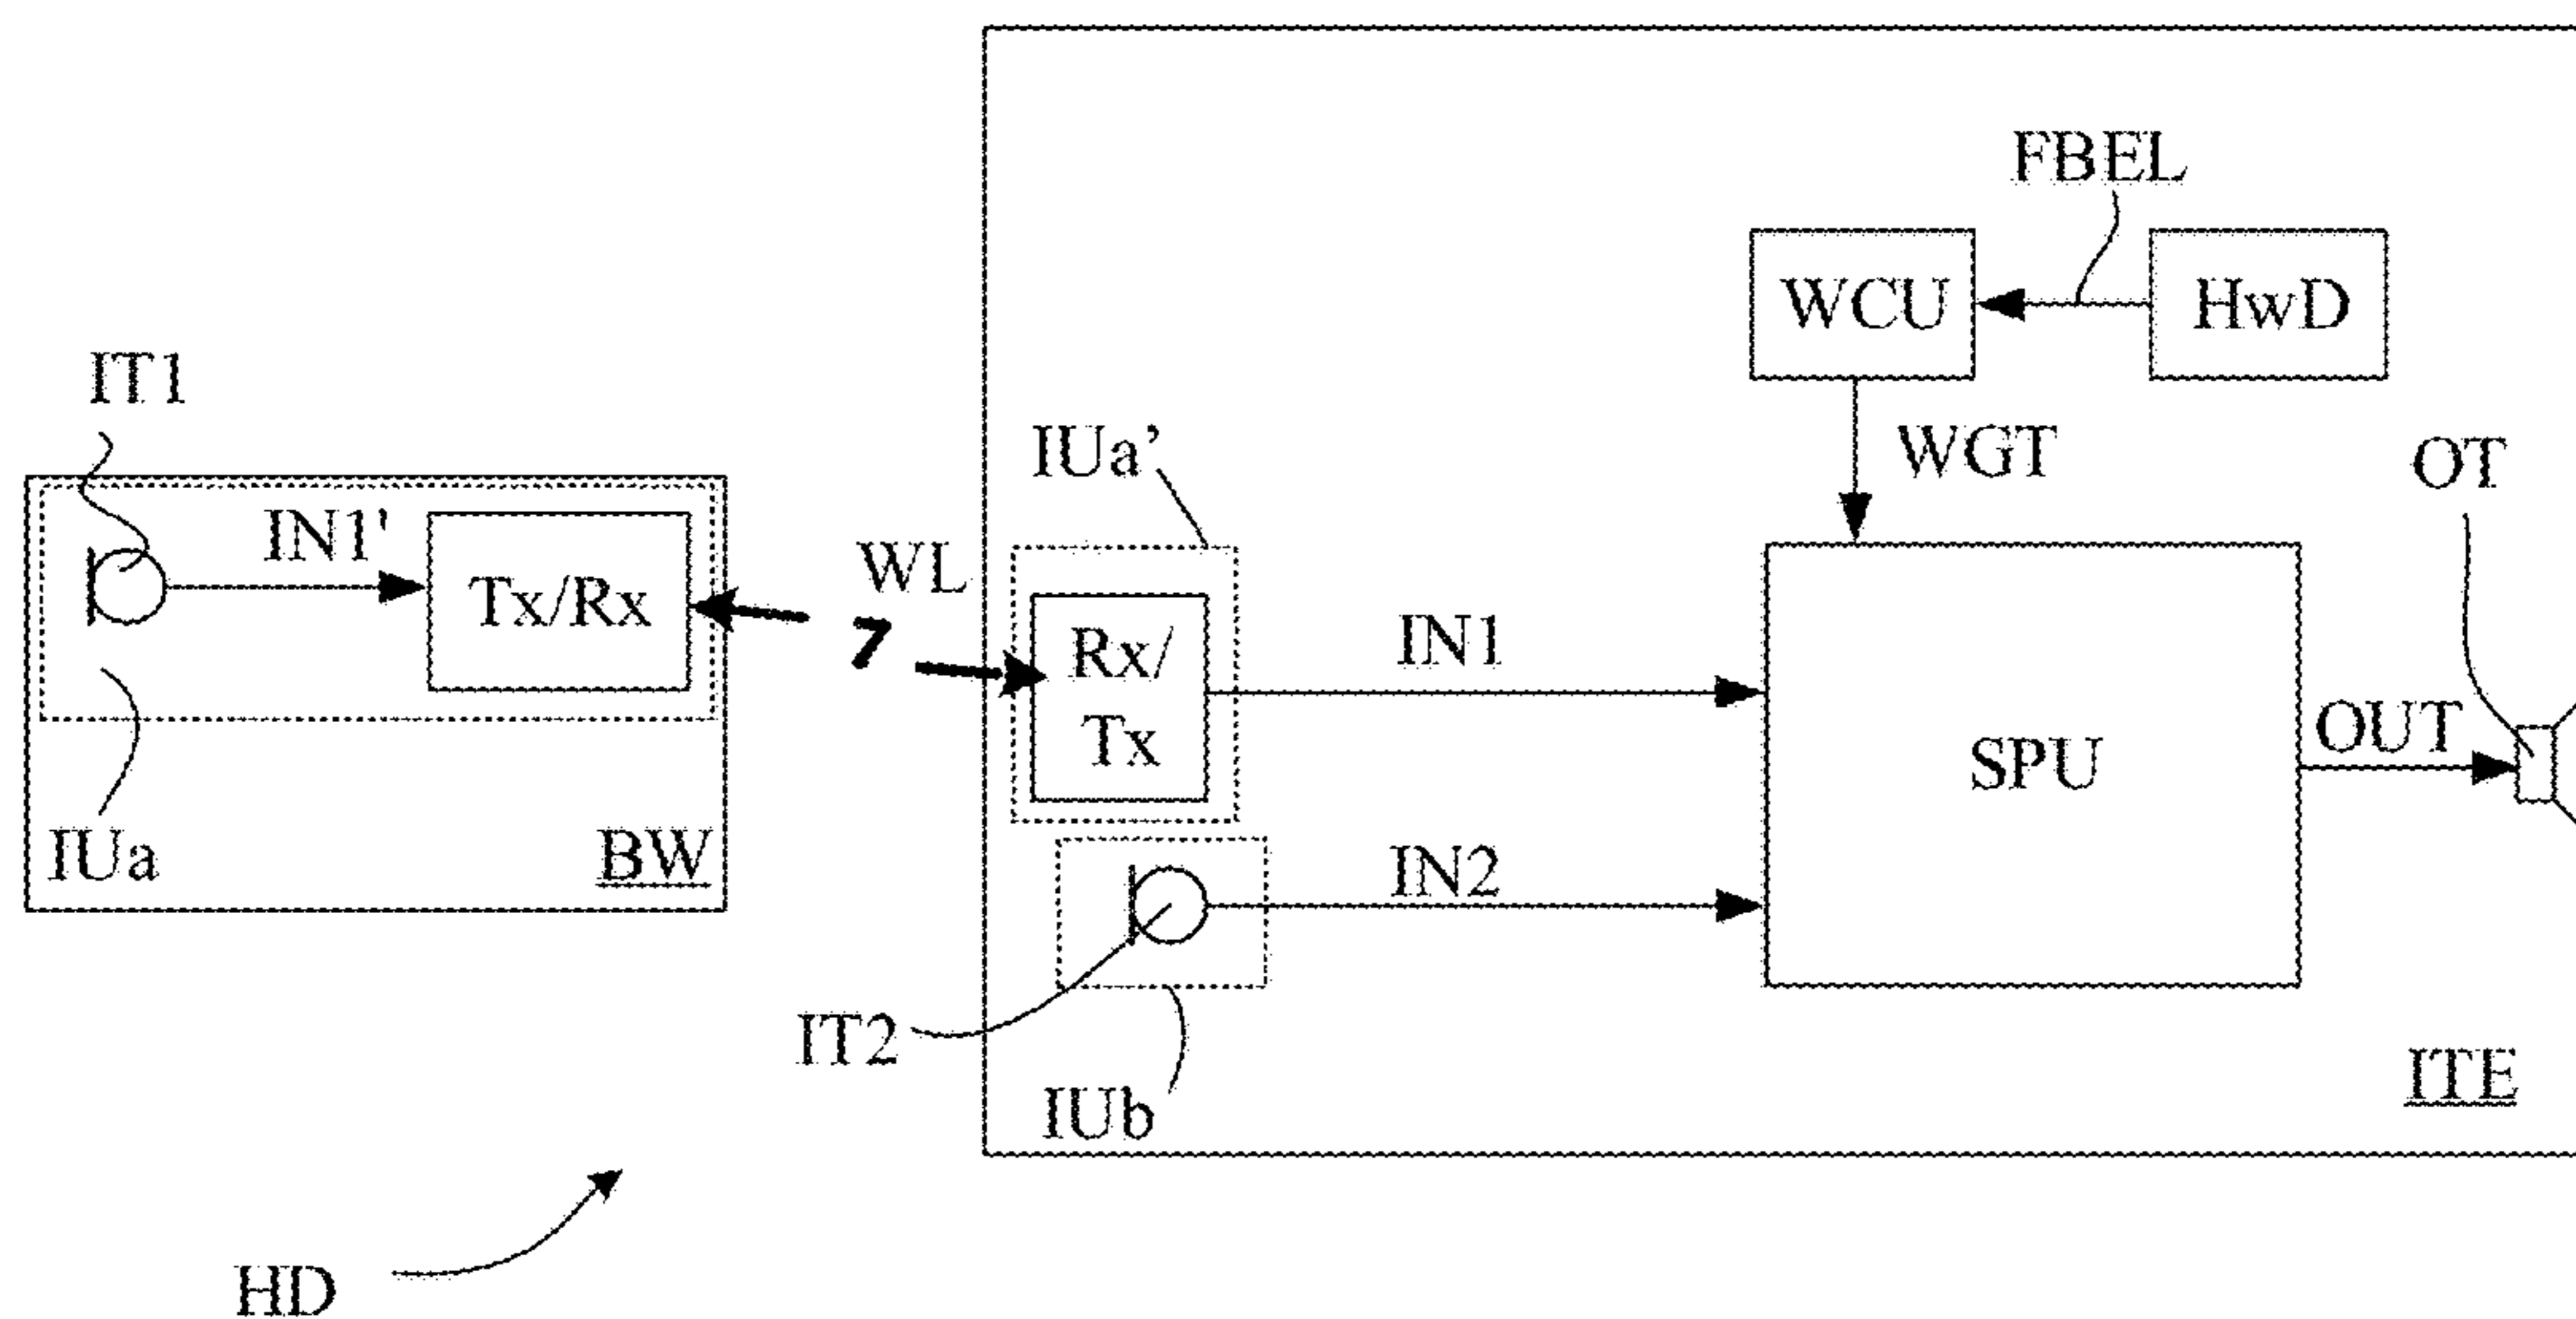 FBEL
WCU
HwD
IT1
IUa’
WGT
OT
IN1'
WL
Tx/Rx
Rx/
Tx
IN1
SPU
OUT
IUa
BW
IN2
IT2
IUb
ITE
HD